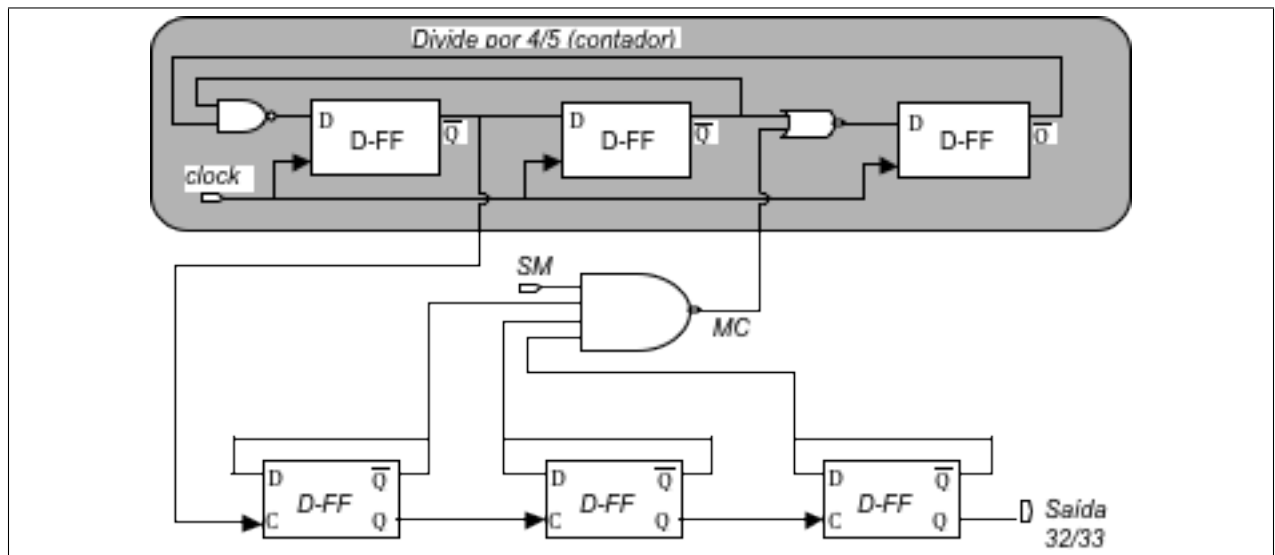 Divide por 4/5 (contador)
D
D-FF
Q
D
D-FF
Q
D
D-FF
Q
clock
SM
MC
D
Q
D-FF
C
Q
D
Q
D-FF
C
Q
D
Q
D-FF
C
Q
Saída
32/33